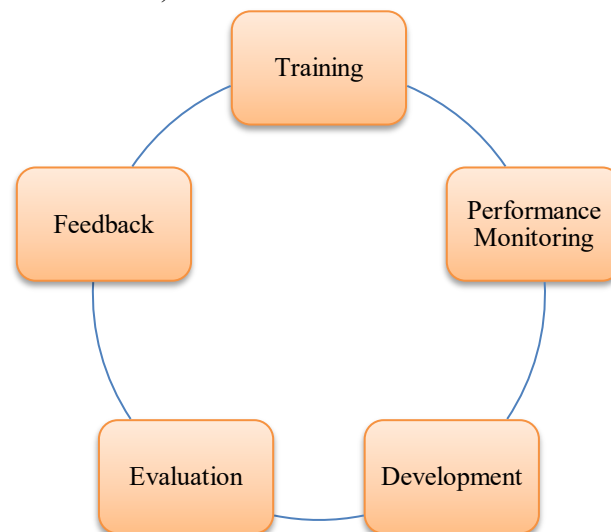 Training
Performance
Monitoring
Development
Evaluation
Feedback